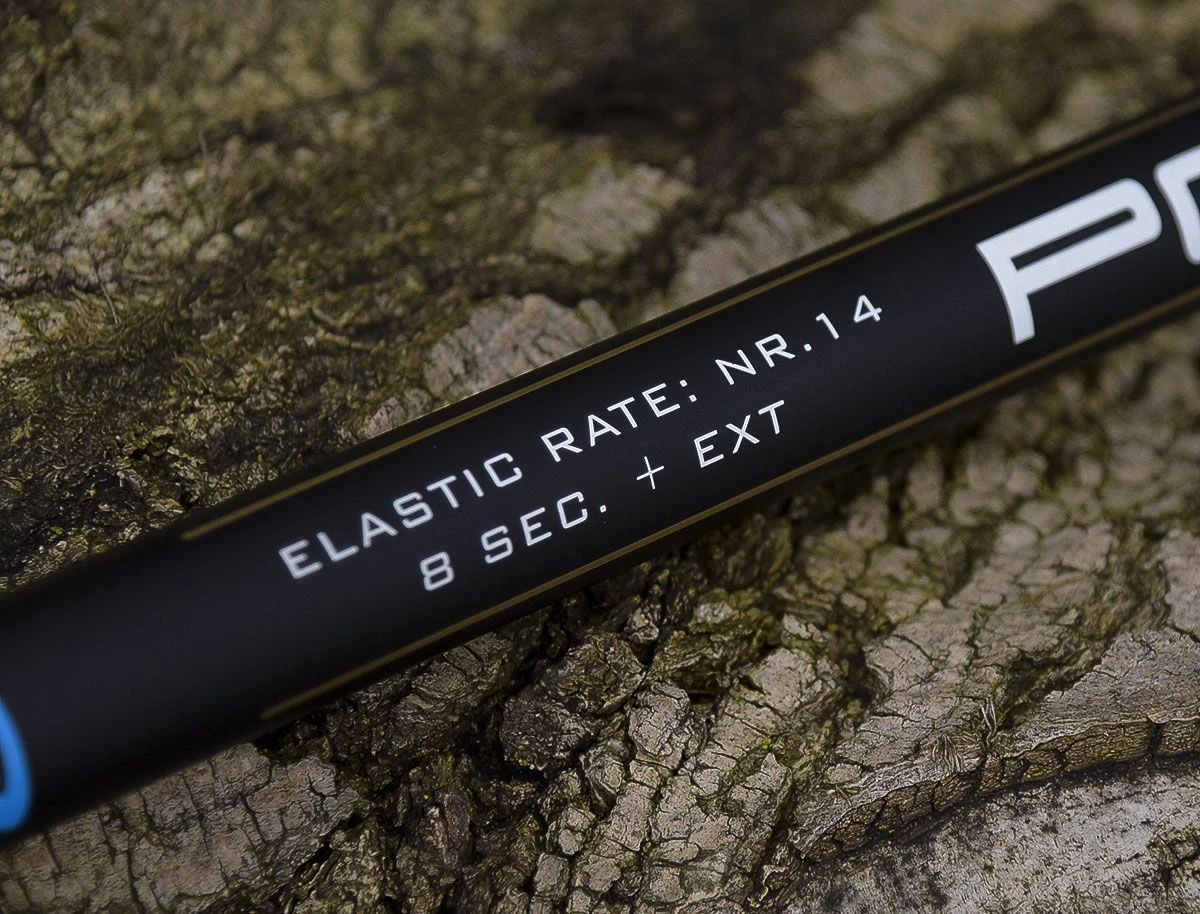 ELASTIC RATE: NR.14
8 SEC. + EXT